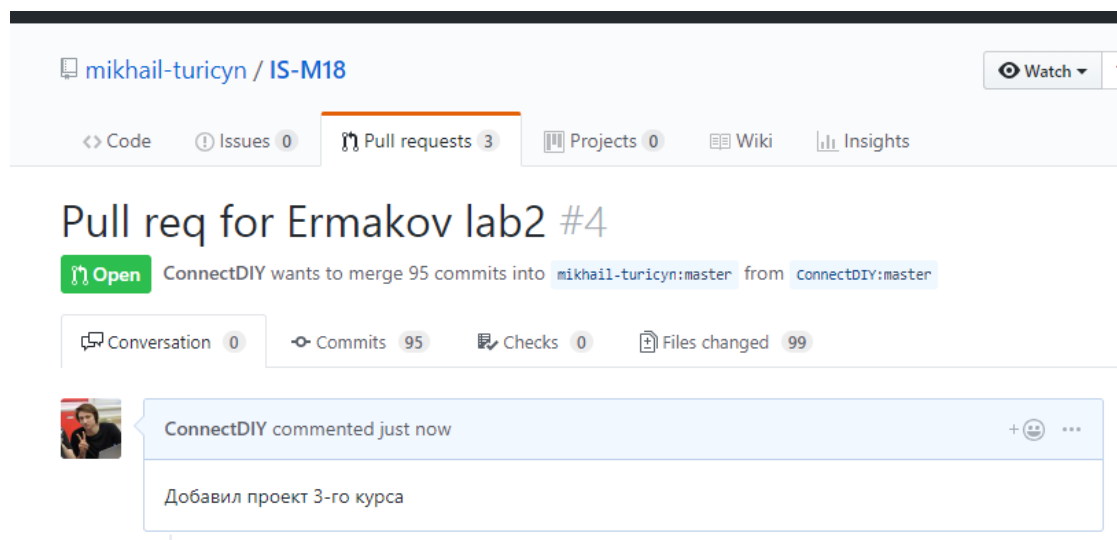 mikhail-turicyn / IS-M18
Watch
Code Issues 0 Pull requests 3 Projects 0 Wiki Insights
Pull req for Ermakov lab2 #4
Open ConnectDIY wants to merge 95 commits into mikhail-turicyn:master from ConnectDIY:master
Conversation 0 Commits 95 Checks 0 Files changed 99
ConnectDIY commented just now
Добавил проект 3-го курса